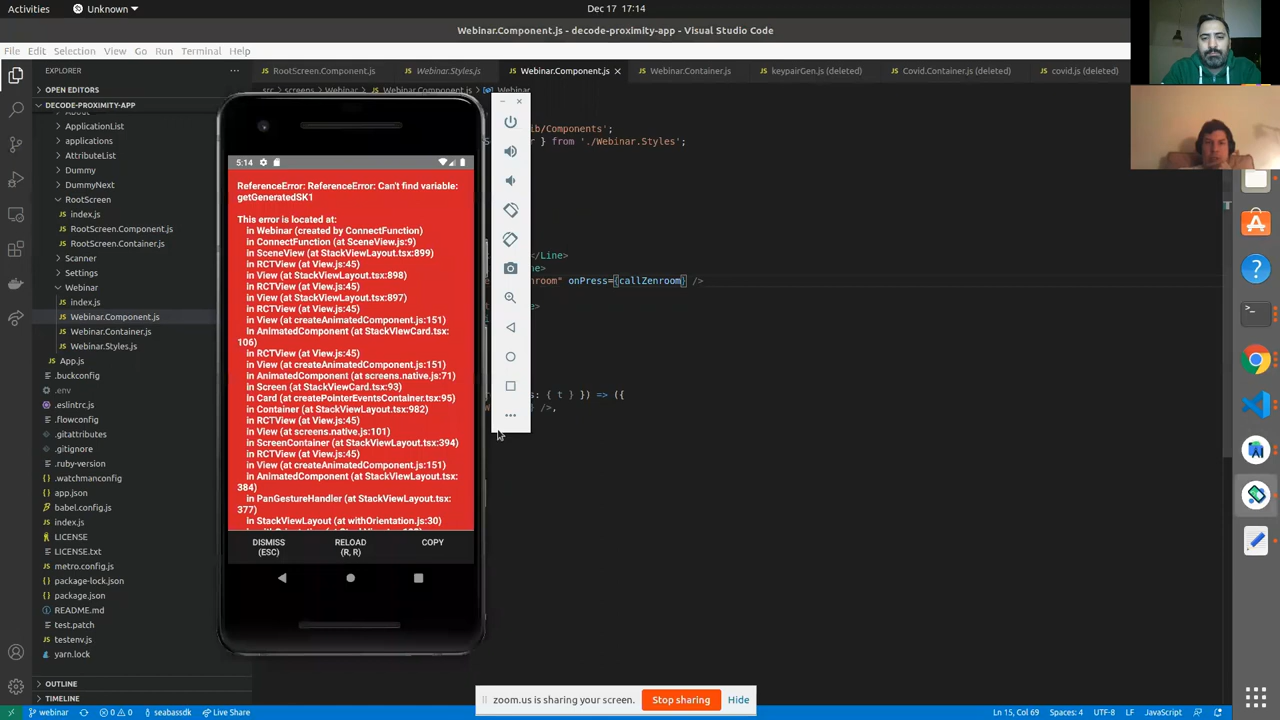 Activities
Unknown
Dec 17 17:14
Webinar.Component.js - decode-proximity-app - Visual Studio Code
File Edit Selection View Go Run Terminal Help
EXPLORER
RootScreen.Component.js
Webinar.Styles.js
Webinar.Component.js
Webinar.Container.js
keypairGen.js (deleted)
Covid.Container.js (deleted)
covid.js (deleted)
OPEN EDITORS
DECODE-PROXIMITY-APP
ApplicationList
applications
AttributeList
Dummy
DummyNext
RootScreen
index.js
RootScreen.Component.js
RootScreen.Container.js
Scanner
Settings
Webinar
index.js
Webinar.Component.js
Webinar.Container.js
Webinar.Styles.js
App.js
.buckconfig
.env
.eslintrc.js
.flowconfig
.gitattributes
.gitignore
.ruby-version
.watchmanconfig
app.json
babel.config.js
index.js
LICENSE
LICENSE.txt
metro.config.js
package-lock.json
package.json
README.md
test.patch
testenv.js
yarn.lock
OUTLINE
TIMELINE
5:14
ReferenceError: ReferenceError: Can't find variable:
getGeneratedSK1
This error is located at:
in Webinar (created by ConnectFunction)
in ConnectFunction (at SceneView.js:9)
in SceneView (at StackViewLayout.tsx:899)
in RCTView (at View.js:45)
in View (at StackViewLayout.tsx:898)
in RCTView (at View.js:45)
in View (at StackViewLayout.tsx:897)
in RCTView (at View.js:45)
in View (at createAnimatedComponent.js:151)
in AnimatedComponent (at StackViewCard.tsx:
106)
in RCTView (at View.js:45)
in View (at createAnimatedComponent.js:151)
in AnimatedComponent (at screens.native.js:71)
in Screen (at StackViewCard.tsx:93)
in Card (at createPointerEventsContainer.tsx:95)
in Container (at StackViewLayout.tsx:982)
in RCTView (at View.js:45)
in View (at screens.native.js:101)
in ScreenContainer (at StackViewLayout.tsx:394)
in RCTView (at View.js:45)
in View (at createAnimatedComponent.js:151)
in AnimatedComponent (at StackViewLayout.tsx:
384)
in PanGestureHandler (at StackViewLayout.tsx:
377)
in StackViewLayout (at withOrientation.js:30)
DISMISS
(ESC)
RELOAD
(R, R)
COPY
ib/Components';
} from './Webinar.Styles';
</Line>
ne>
nroom" onPress={callZenroom} />
e>
s: { t } }) => ({
/>,
zoom.us is sharing your screen.
Stop sharing
Hide
webinar
0 0
seabassdk
Live Share
Ln 15, Col 69
Spaces: 4
UTF-8
LF
JavaScript